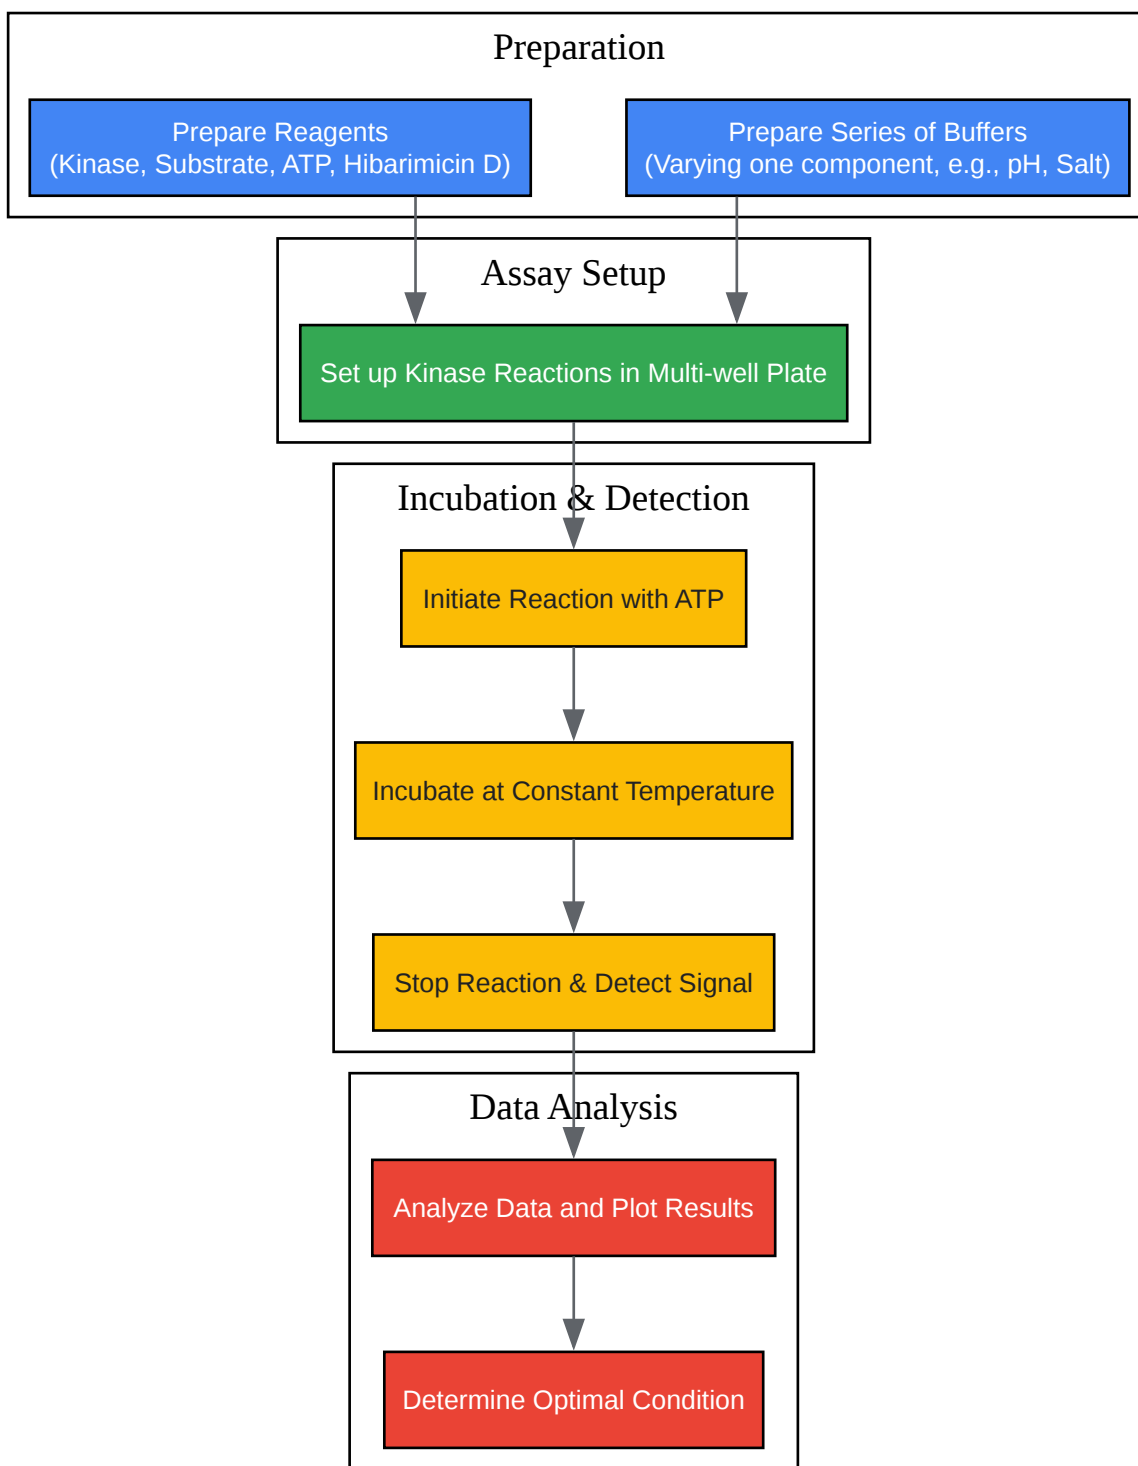 Preparation
Prepare Reagents
(Kinase, Substrate, ATP, Hibarimicin D)
Prepare Series of Buffers
(Varying one component, e.g., pH, Salt)
Assay Setup
Set up Kinase Reactions in Multi-well Plate
Incubation & Detection
Initiate Reaction with ATP
Incubate at Constant Temperature
Stop Reaction & Detect Signal
Data Analysis
Analyze Data and Plot Results
Determine Optimal Condition